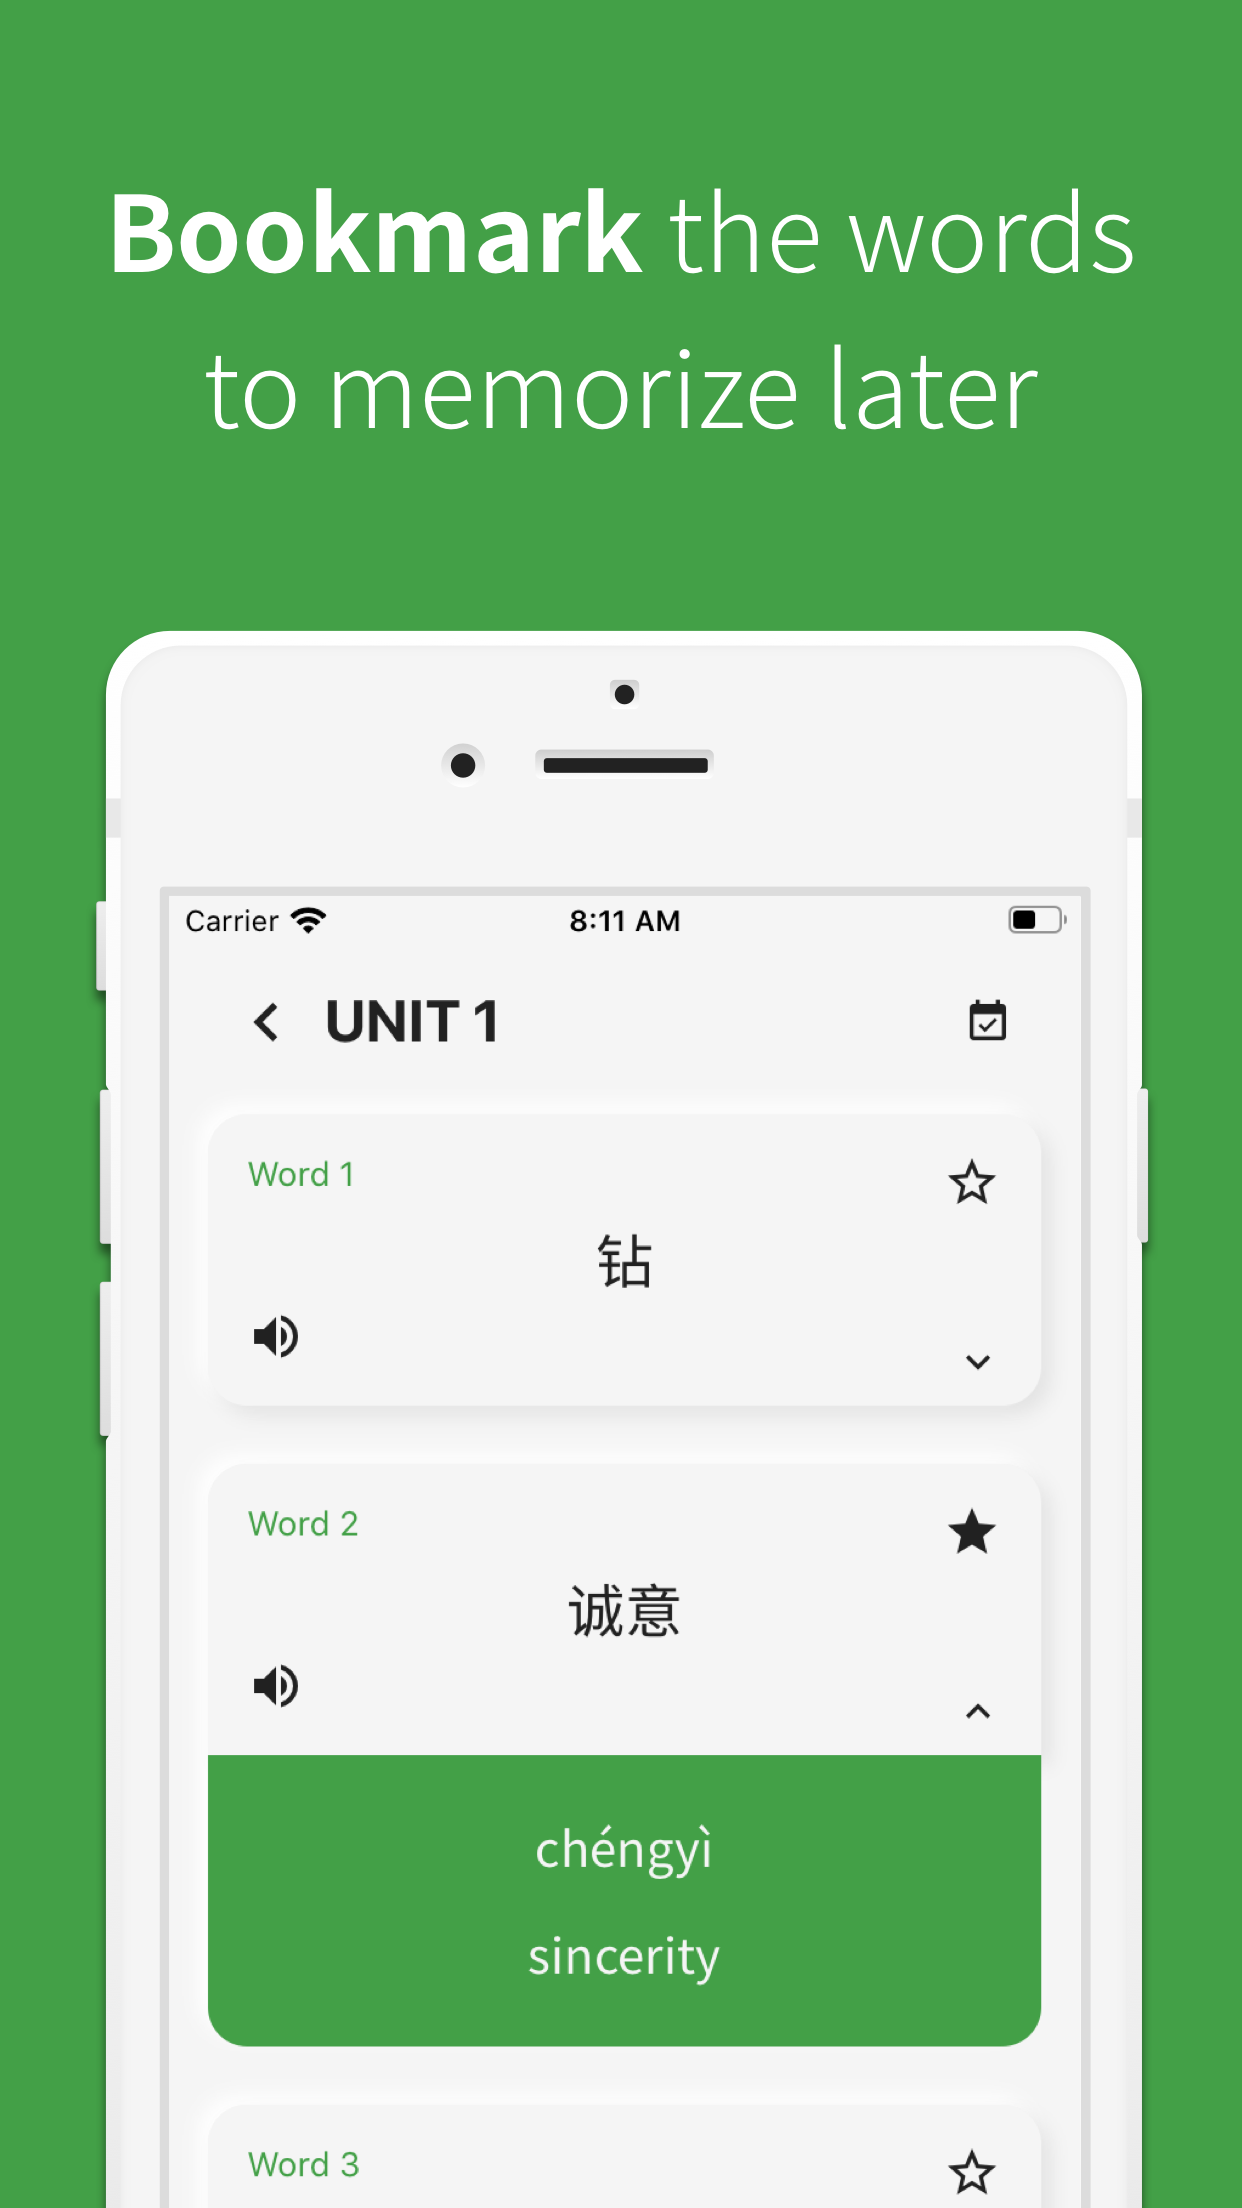 Bookmark the words
to memorize later
Carrier 8:11 AM
UNIT 1
Word 1
钻
Word 2
诚意
chéngyì
sincerity
Word 3